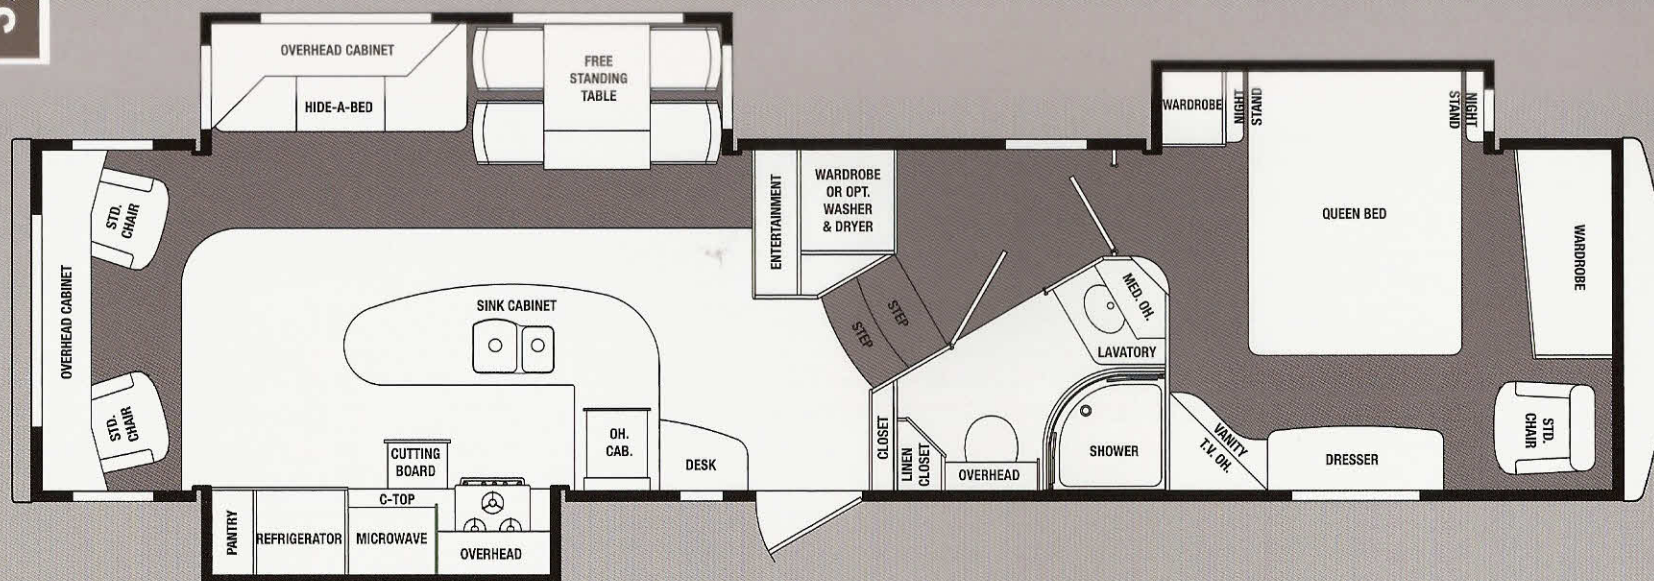 OVERHEAD CABINET
HIDE-A-BED
FREE
STANDING
TABLE
WARDROBE
NIGHT
STAND
NIGHT
STAND
STD.
CHAIR
OVERHEAD CABINET
STD.
CHAIR
ENTERTAINMENT
WARDROBE
OR OPT.
WASHER
& DRYER
QUEEN BED
WARDROBE
SINK CABINET
STEP
STEP
MED. OH.
LAVATORY
CUTTING
BOARD
OH.
CAB.
DESK
CLOSET
LINEN
CLOSET
OVERHEAD
SHOWER
VANITY
T.V. OH.
DRESSER
STD.
CHAIR
PANTRY
REFRIGERATOR
C-TOP
MICROWAVE
OVERHEAD